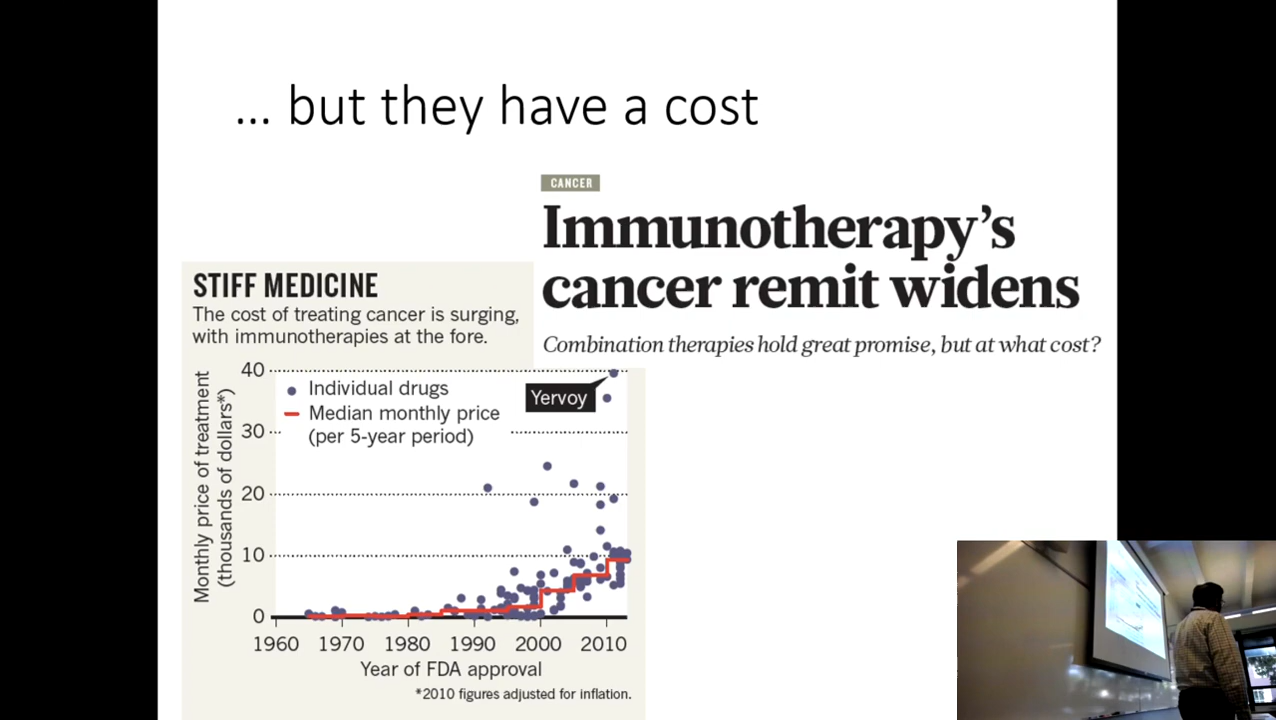 ... but they have a cost
CANCER
Immunotherapy's
cancer remit widens
Combination therapies hold great promise, but at what cost?
STIFF MEDICINE
The cost of treating cancer is surging,
with immunotherapies at the fore.
Monthly price of treatment
(thousands of dollars*)
40
30
20
10
0
Individual drugs
Median monthly price
(per 5-year period)
Yervoy
1960 1970 1980 1990 2000 2010
Year of FDA approval
*2010 figures adjusted for inflation.